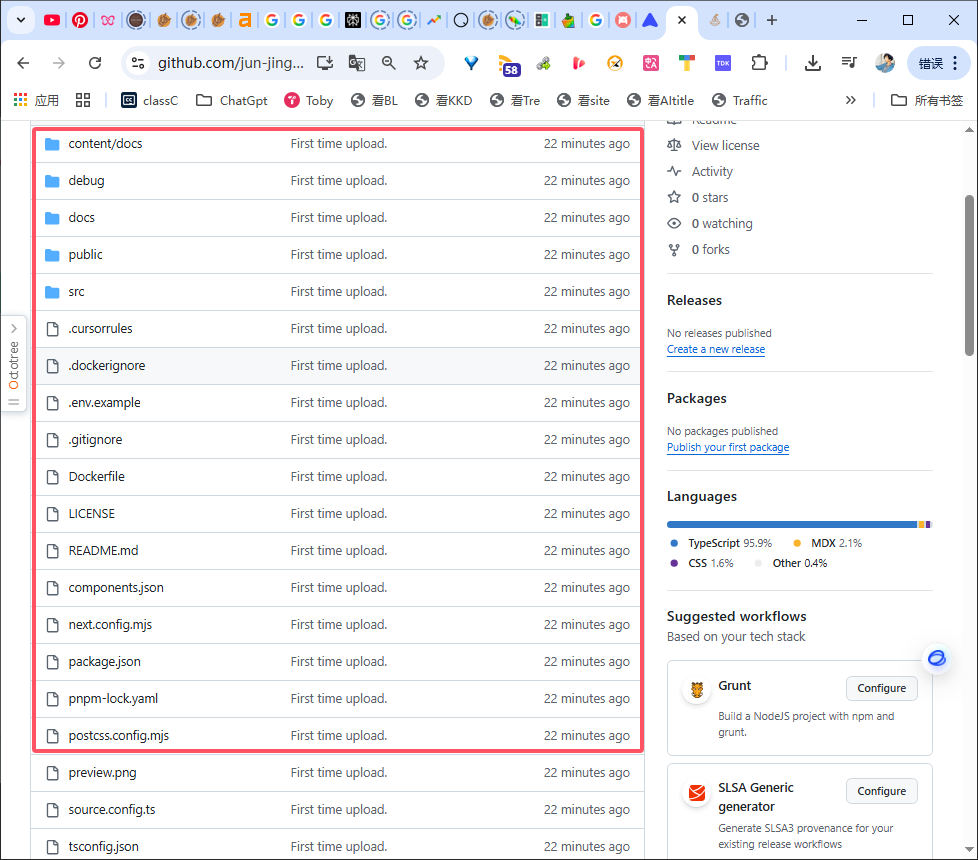 github.com/jun-jing...
58
TDK
错误
应用
classC
ChatGpt
Toby
看BL
看KKD
看Tre
看site
看AItitle
Traffic
所有书签
Readme
content/docs First time upload. 22 minutes ago
View license
Activity
debug First time upload. 22 minutes ago
0 stars
docs First time upload. 22 minutes ago
0 watching
public First time upload. 22 minutes ago
0 forks
src First time upload. 22 minutes ago
Releases
.cursorrules First time upload. 22 minutes ago
No releases published
Create a new release
Octotree
.dockerignore First time upload. 22 minutes ago
.env.example First time upload. 22 minutes ago
Packages
No packages published
.gitignore First time upload. 22 minutes ago
Publish your first package
Dockerfile First time upload. 22 minutes ago
Languages
LICENSE First time upload. 22 minutes ago
TypeScript 95.9% MDX 2.1%
README.md First time upload. 22 minutes ago
CSS 1.6% Other 0.4%
components.json First time upload. 22 minutes ago
Suggested workflows
next.config.mjs First time upload. 22 minutes ago
Based on your tech stack
package.json First time upload. 22 minutes ago
Grunt
Configure
pnpm-lock.yaml First time upload. 22 minutes ago
Build a NodeJS project with npm and
grunt.
postcss.config.mjs First time upload. 22 minutes ago
preview.png First time upload. 22 minutes ago
SLSA Generic
generator
Configure
source.config.ts First time upload. 22 minutes ago
Generate SLSA3 provenance for your
existing release workflows
tsconfig.json First time upload. 22 minutes ago